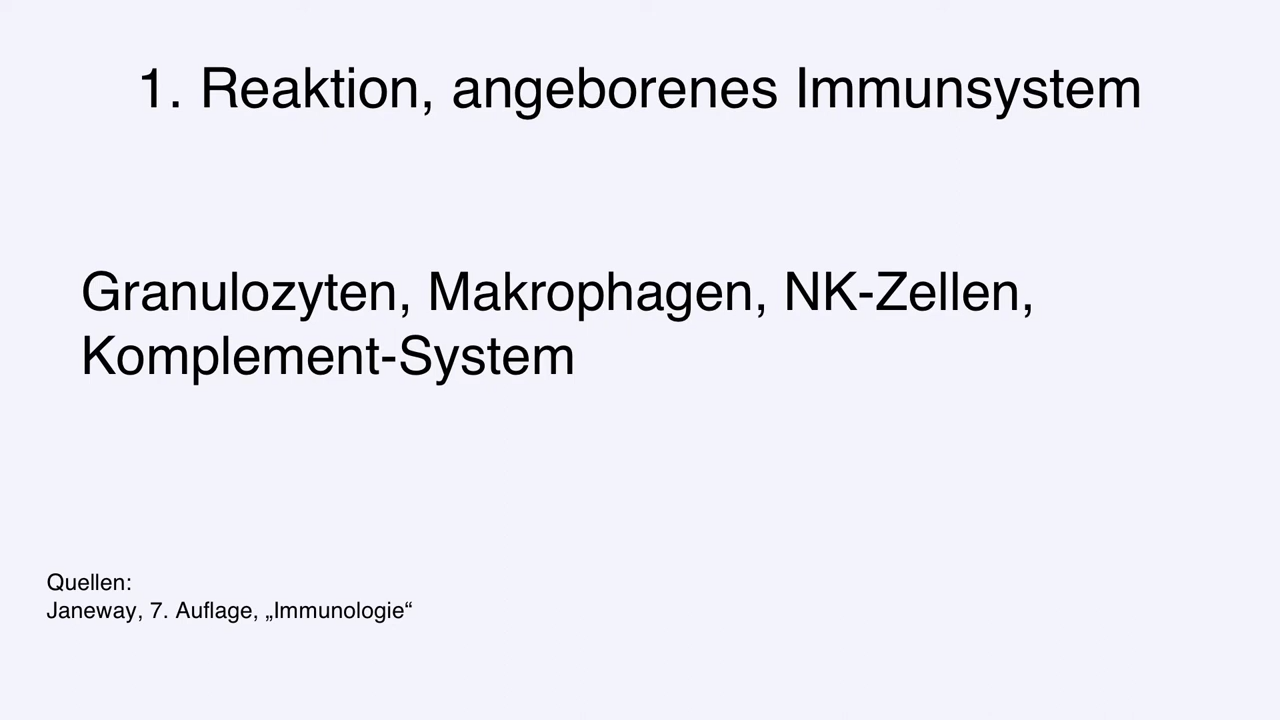 1. Reaktion, angeborenes Immunsystem
Granulozyten, Makrophagen, NK-Zellen,
Komplement-System
Quellen:
Janeway, 7. Auflage, „Immunologie“